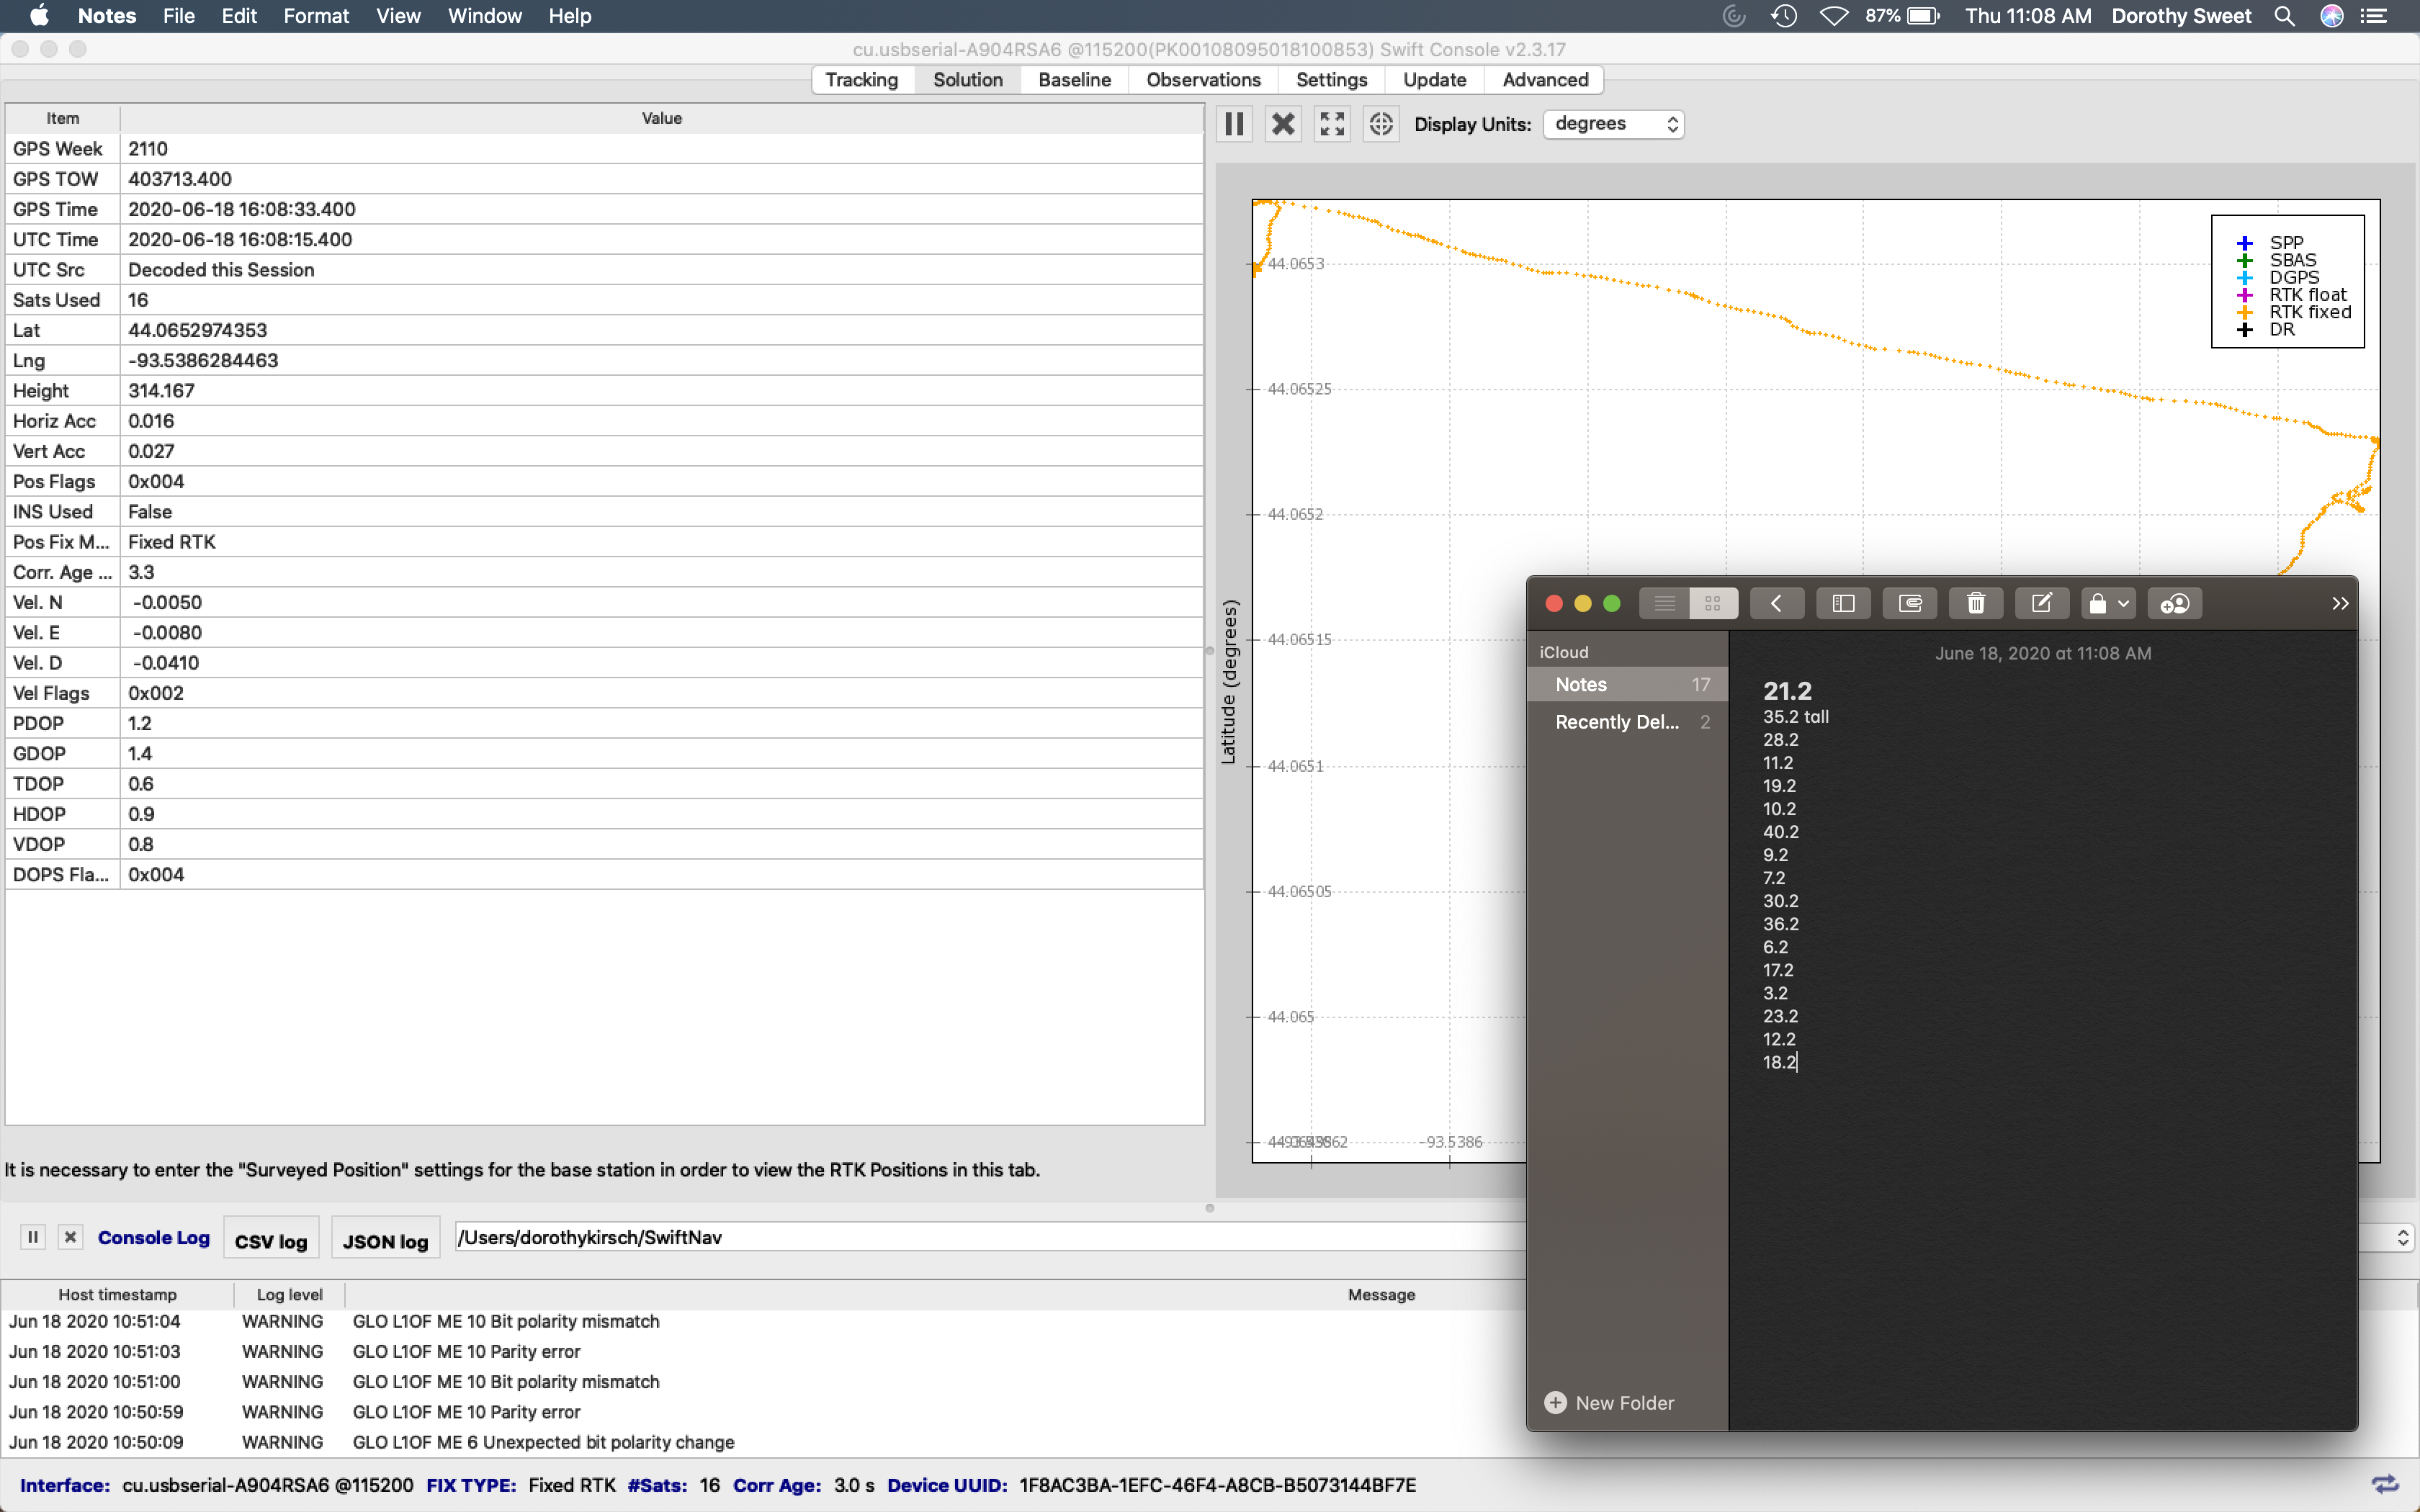 Notes File Edit Format View Window Help 87% Thu 11:08 AM Dorothy Sweet
cu.usbserial-A904RSA6 @115200(PK00108095018100853) Swift Console v2.3.17
Tracking Solution Baseline Observations Settings Update Advanced
Item Value
GPS Week 2110
GPS TOW 403713.400
GPS Time 2020-06-18 16:08:33.400
UTC Time 2020-06-18 16:08:15.400
UTC Src Decoded this Session
Sats Used 16
Lat 44.0652974353
Lng -93.5386284463
Height 314.167
Horiz Acc 0.016
Vert Acc 0.027
Pos Flags 0x004
INS Used False
Pos Fix M... Fixed RTK
Corr. Age ... 3.3
Vel. N -0.0050
Vel. E -0.0080
Vel. D -0.0410
Vel Flags 0x002
PDOP 1.2
GDOP 1.4
TDOP 0.6
HDOP 0.9
VDOP 0.8
DOPS Fla... 0x004
It is necessary to enter the "Surveyed Position" settings for the base station in order to view the RTK Positions in this tab.
Display Units: degrees
SPP
SBAS
DGPS
RTK float
RTK fixed
DR
Latitude (degrees)
44.0653
44.06525
44.0652
44.06515
44.0651
44.06505
44.065
-93.5386
iCloud
Notes 17
Recently Del... 2
New Folder
June 18, 2020 at 11:08 AM
21.2
35.2 tall
28.2
11.2
19.2
10.2
40.2
9.2
7.2
30.2
36.2
6.2
17.2
3.2
23.2
12.2
18.2
Console Log CSV log JSON log /Users/dorothykirsch/SwiftNav
Host timestamp Log level Message
Jun 18 2020 10:51:04 WARNING GLO L1OF ME 10 Bit polarity mismatch
Jun 18 2020 10:51:03 WARNING GLO L1OF ME 10 Parity error
Jun 18 2020 10:51:00 WARNING GLO L1OF ME 10 Bit polarity mismatch
Jun 18 2020 10:50:59 WARNING GLO L1OF ME 10 Parity error
Jun 18 2020 10:50:09 WARNING GLO L1OF ME 6 Unexpected bit polarity change
Interface: cu.usbserial-A904RSA6 @115200 FIX TYPE: Fixed RTK #Sats: 16 Corr Age: 3.0 s Device UUID: 1F8AC3BA-1EFC-46F4-A8CB-B5073144BF7E